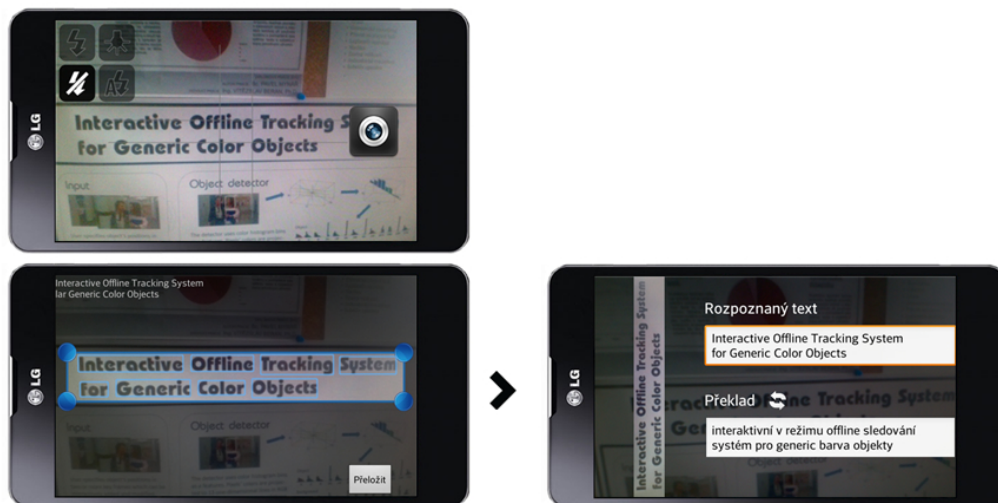 LG
Interactive Offline Tracking S
for Generic Color Objects
Input
Object detector
LG
Interactive Offline Tracking System
lar Generic Color Objects
Interactive Offline Tracking System
for Generic Color Objects
Input
Object detector
Přeložit
LG
Interactive Offline Tracking System
for Generic Color Objects
Rozpoznaný text
Interactive Offline Tracking System
for Generic Color Objects
Překlad
interaktivní v režimu offline sledování
systém pro generic barva objekty